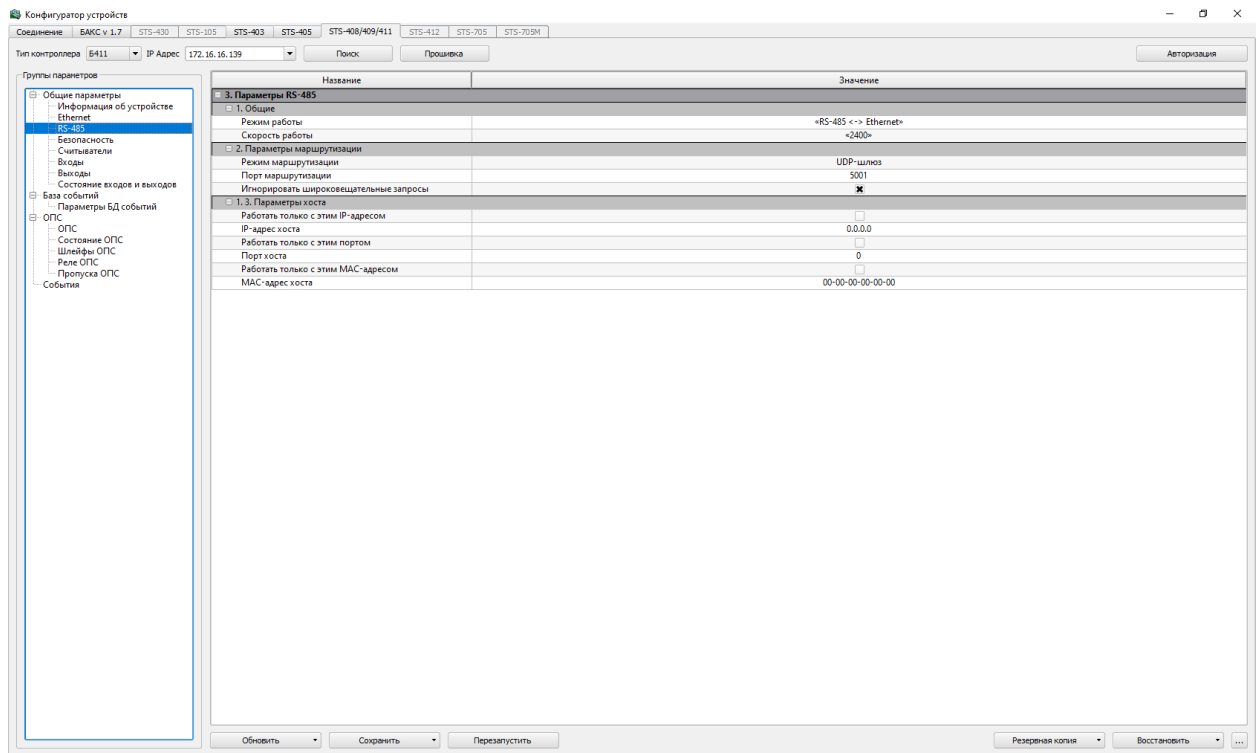 Конфигуратор устройств
Соединение БАКС v 1.7 STS-430 STS-105 STS-403 STS-405 STS-408/409/411 STS-412 STS-705 STS-705M
Тип контроллера Б411 IP Адрес 172.16.16.139 Поиск Прошивка Авторизация
Группы параметров
Общие параметры
Информация об устройстве
Ethernet
RS-485
Безопасность
Считыватели
Входы
Выходы
Состояние входов и выходов
База событий
Параметры БД событий
ОПС
ОПС
Состояние ОПС
Шлейфы ОПС
Реле ОПС
Пропуска ОПС
События
Название Значение
3. Параметры RS-485
1. Общие
Режим работы «RS-485 <-> Ethernet»
Скорость работы «2400»
2. Параметры маршрутизации
Режим маршрутизации UDP-шлюз
Порт маршрутизации 5001
Игнорировать широковещательные запросы
1. 3. Параметры хоста
Работать только с этим IP-адресом
IP-адрес хоста 0.0.0.0
Работать только с этим портом
Порт хоста 0
Работать только с этим MAC-адресом
MAC-адрес хоста 00-00-00-00-00-00
Обновить Сохранить Перезапустить Резервная копия Восстановить ...